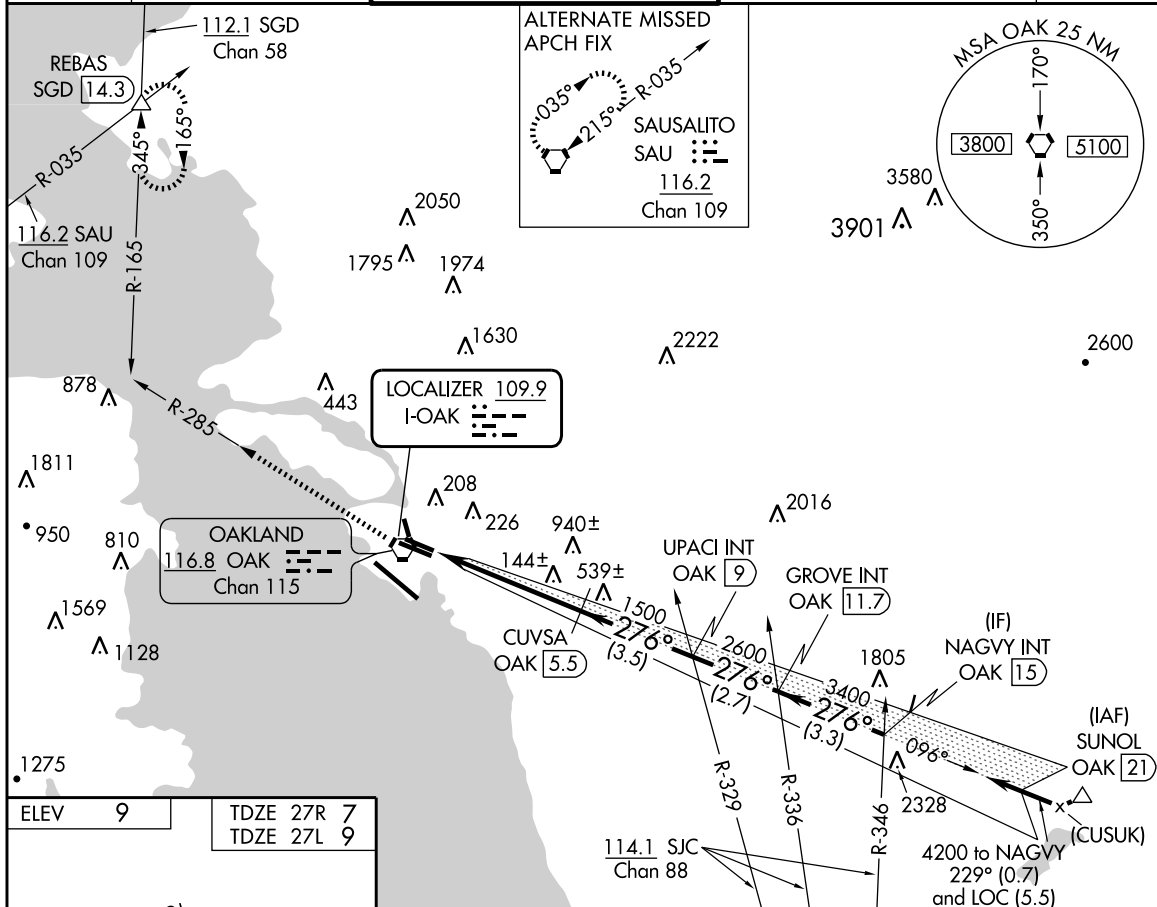 112.1 SGD
Chan 58
REBAS
SGD 14.3
R-035
345°
165°
116.2 SAU
Chan 109
R-165
ALTERNATE MISSED
APCH FIX
035°
215°
R-035
SAUSALITO
SAU
116.2
Chan 109
MSA OAK 25 NM
170°
3800
5100
350°
3580
3901
2050
1795
1974
1630
2222
2600
878
443
R-285
LOCALIZER 109.9
I-OAK
1811
950
810
1569
1128
1275
208
226
940±
144±
539±
2016
OAKLAND
116.8 OAK
Chan 115
UPACI INT
OAK 9
GROVE INT
OAK 11.7
(IF)
NAGVY INT
OAK 15
(IAF)
SUNOL
OAK 21
(CUSUK)
CUVSA
OAK 5.5
1500
276°
(3.5)
2600
276°
(2.7)
3400
276°
(3.3)
1805
096°
2328
R-329
R-336
R-346
114.1 SJC
Chan 88
4200 to NAGVY
229° (0.7)
and LOC (5.5)
ELEV 9
TDZE 27R 7
TDZE 27L 9